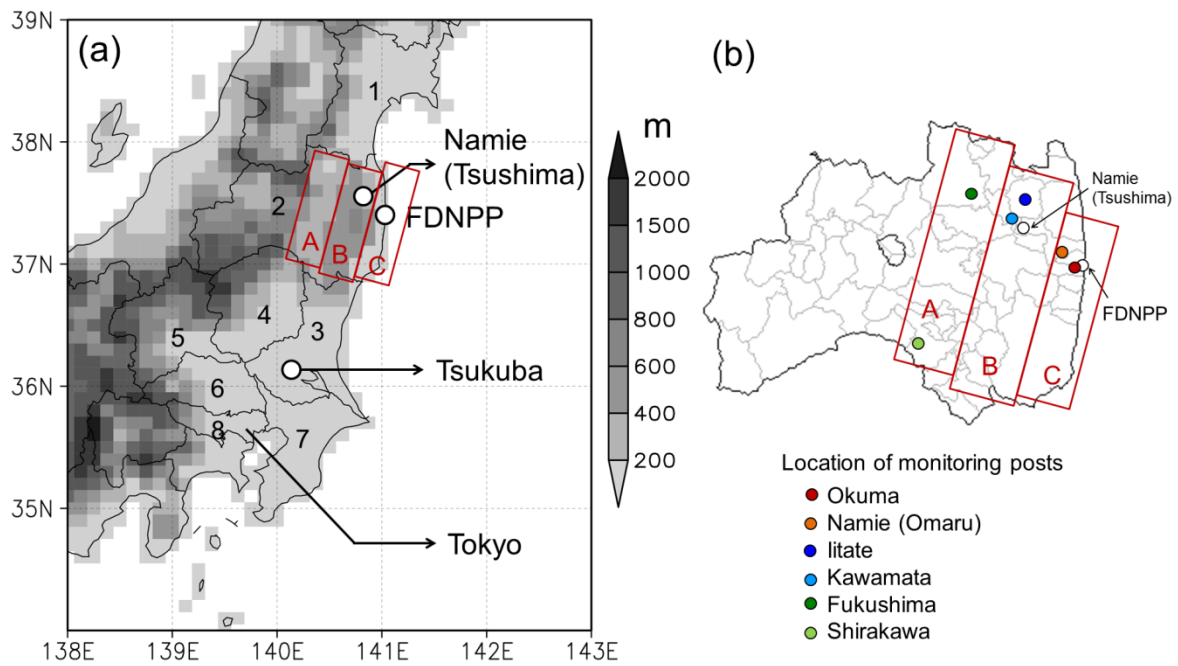 (a)
39N
38N
37N
36N
35N
138E
139E
140E
141E
142E
143E
1
2
3
4
5
6
7
8
A
B
C
Namie
(Tsushima)
FDNPP
Tsukuba
Tokyo
m
2000
1500
1000
800
600
400
200
(b)
A
B
C
Namie
(Tsushima)
FDNPP
Location of monitoring posts
Okuma
Namie (Omaru)
Iitate
Kawamata
Fukushima
Shirakawa